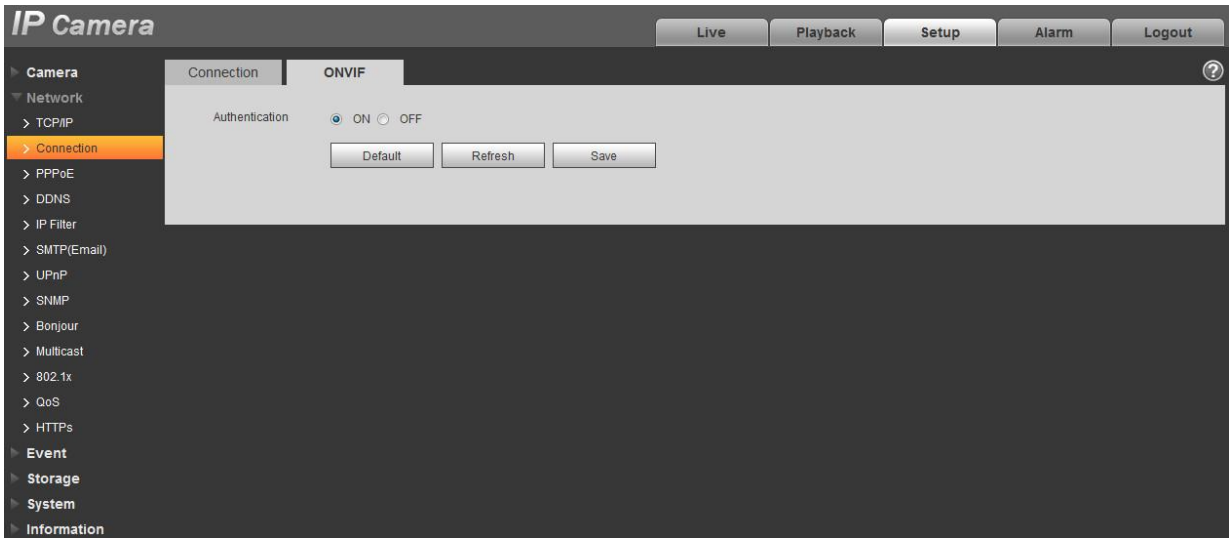 IP Camera
Live Playback Setup Alarm Logout
Camera
Network
TCP/IP
Connection
PPPoE
DDNS
IP Filter
SMTP(Email)
UPnP
SNMP
Bonjour
Multicast
802.1x
QoS
HTTPs
Event
Storage
System
Information
Connection ONVIF ?
Authentication ON OFF
Default Refresh Save